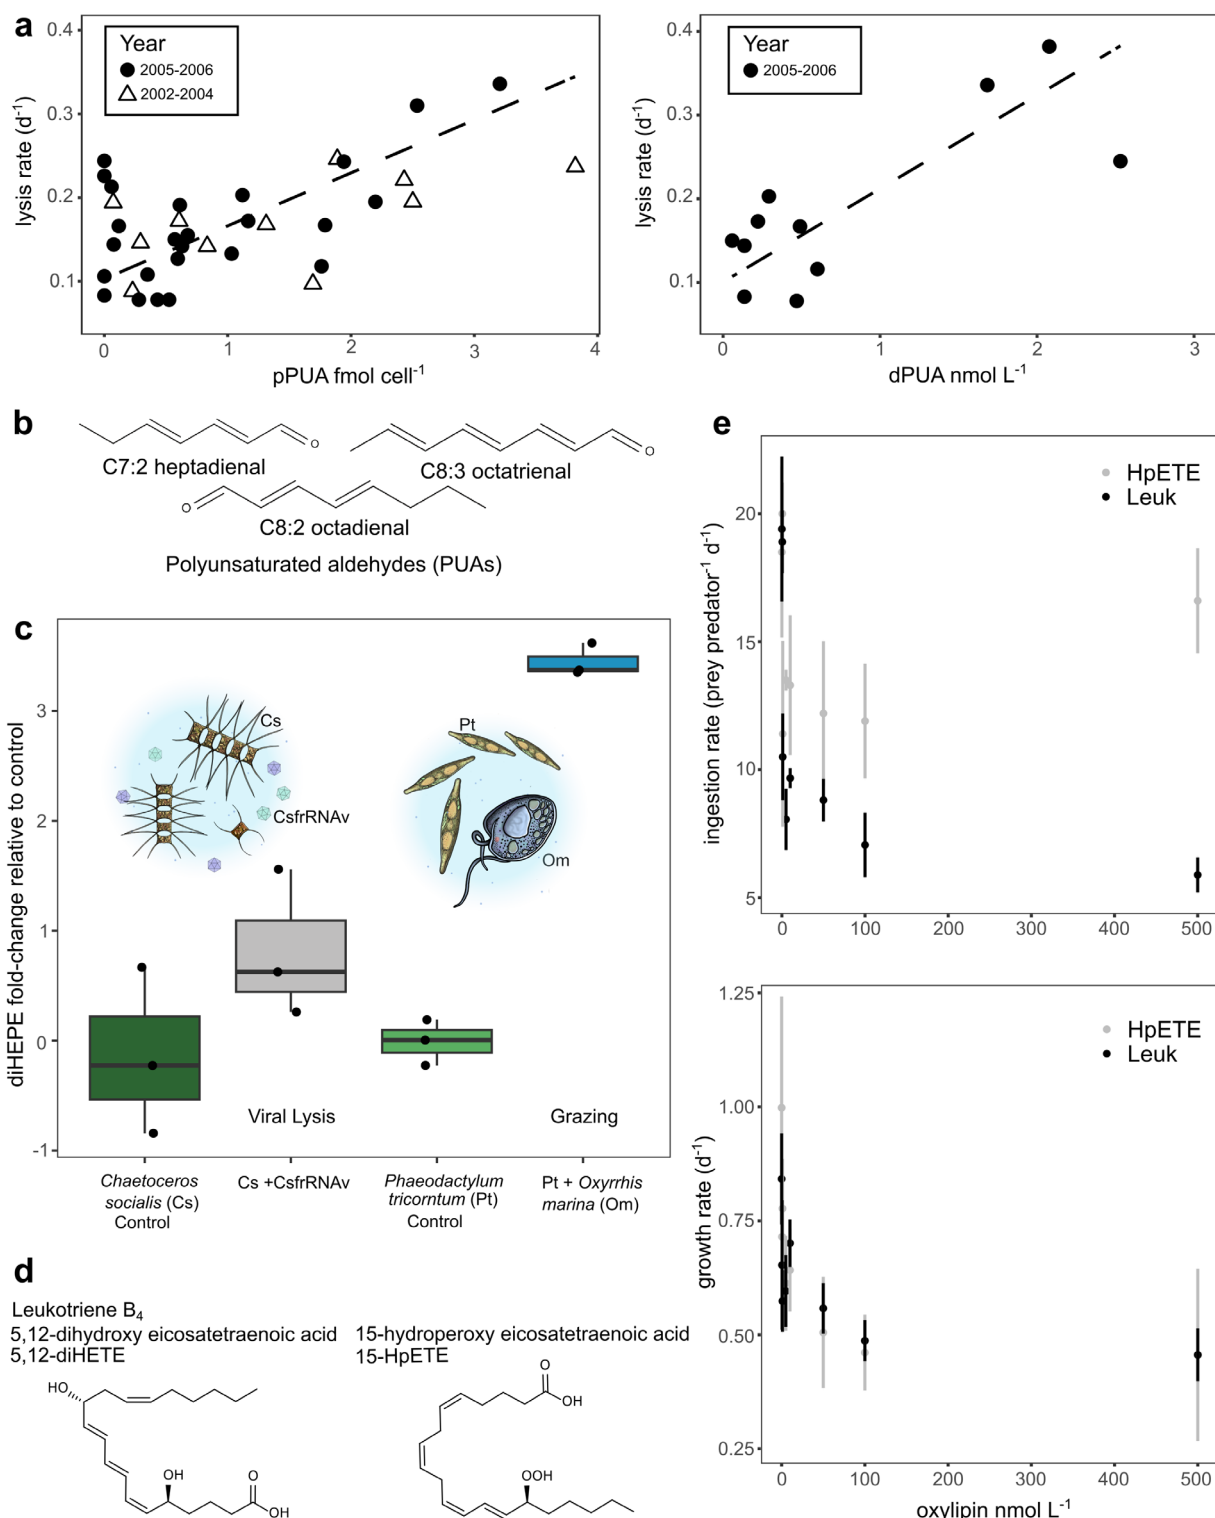 a
Year
2005-2006
2002-2004
0.4
0.3
0.2
0.1
lysis rate (d-1)
0 1 2 3 4
pPUA fmol cell-1
Year
2005-2006
0.4
0.3
0.2
0.1
lysis rate (d-1)
0 1 2 3
dPUA nmol L-1
b
O
C7:2 heptadienal
O
C8:3 octatrienal
O
C8:2 octadienal
Polyunsaturated aldehydes (PUAs)
c
diHEPE fold-change relative to control
3
2
1
0
-1
Cs
CsfrRNAv
Pt
Om
Viral Lysis
Grazing
Chaetoceros
socialis (Cs)
Control
Cs +CsfrRNAv
Phaeodactylum
tricorntum (Pt)
Control
Pt + Oxyrrhis
marina (Om)
d
Leukotriene B4
5,12-dihydroxy eicosatetraenoic acid
5,12-diHETE
HO
OH
O
OH
15-hydroperoxy eicosatetraenoic acid
15-HpETE
O
OH
OOH
e
HpETE
Leuk
ingestion rate (prey predator-1 d-1)
20
15
10
5
0 100 200 300 400 500
HpETE
Leuk
growth rate (d-1)
1.25
1.00
0.75
0.50
0.25
0 100 200 300 400 500
oxylipin nmol L-1